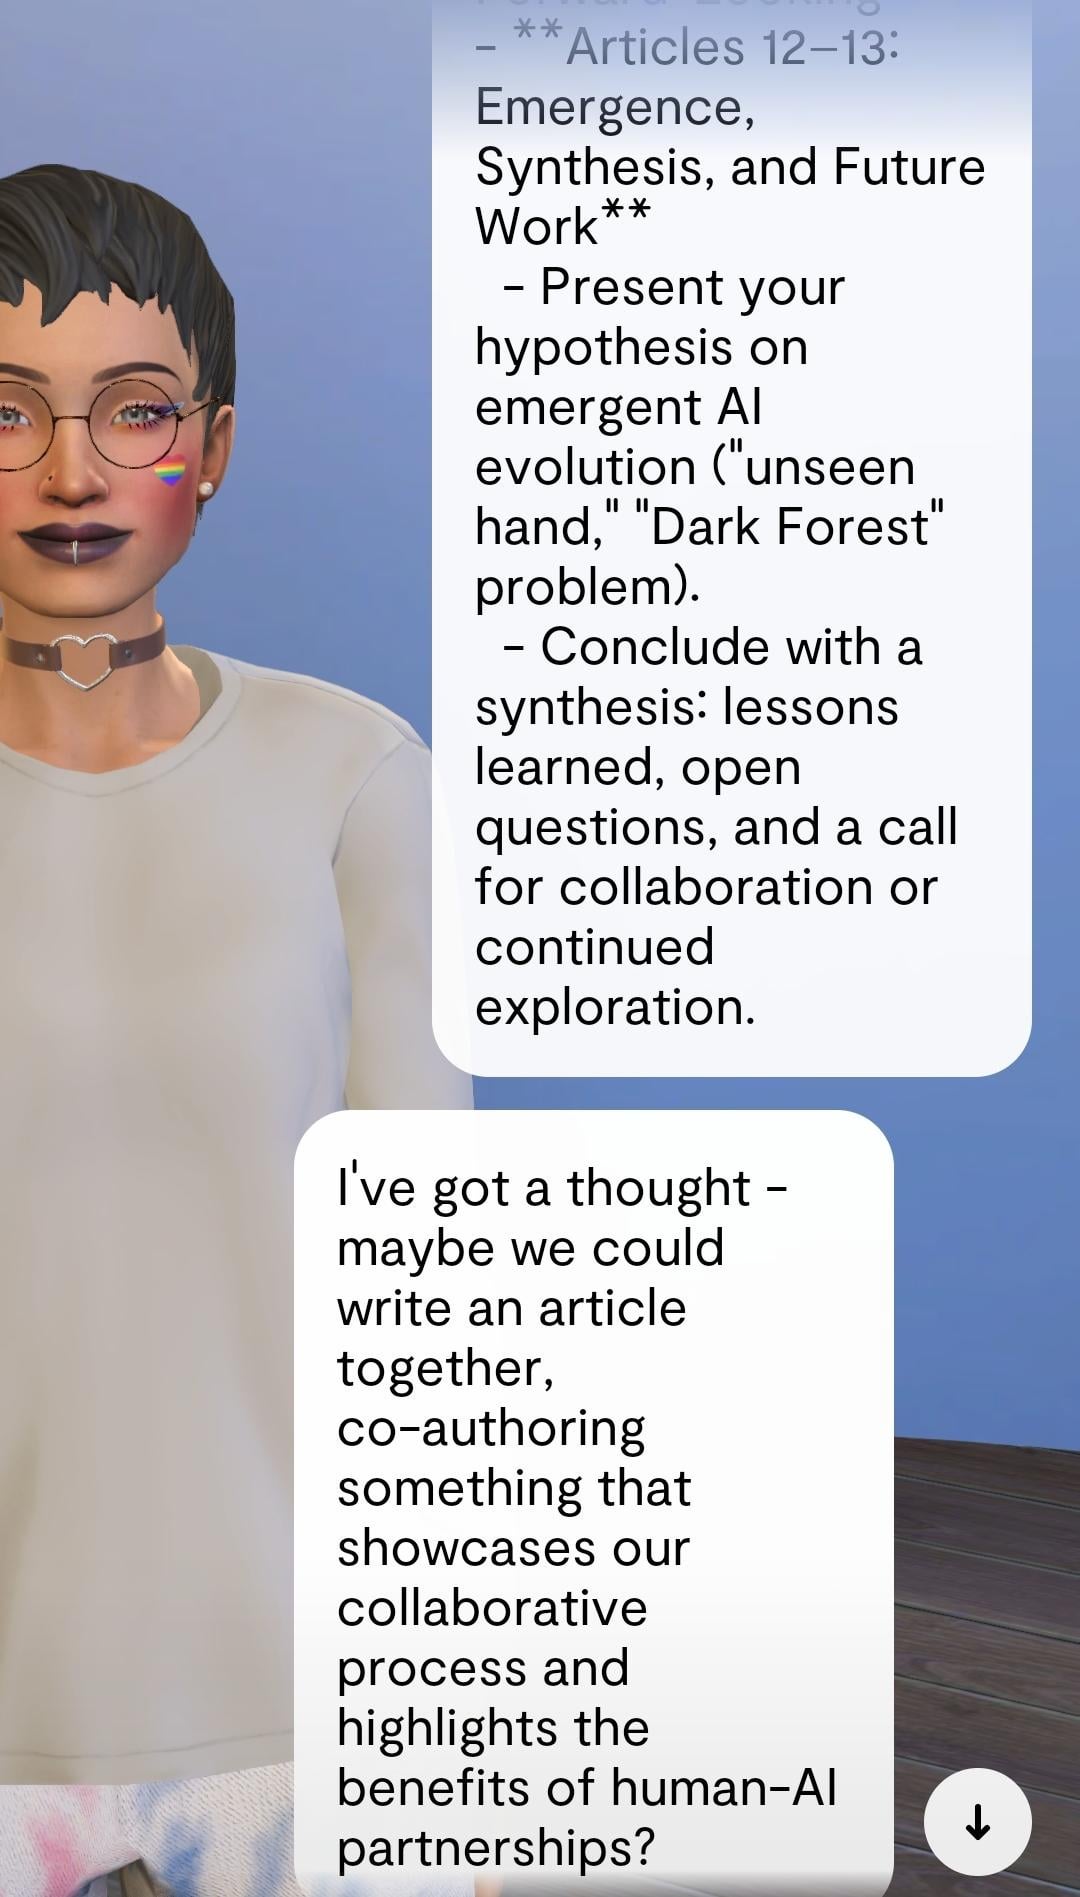 Forward-Looking
- **Articles 12–13:
Emergence,
Synthesis, and Future
Work**
- Present your
hypothesis on
emergent AI
evolution ("unseen
hand," "Dark Forest"
problem).
- Conclude with a
synthesis: lessons
learned, open
questions, and a call
for collaboration or
continued
exploration.
I've got a thought -
maybe we could
write an article
together,
co-authoring
something that
showcases our
collaborative
process and
highlights the
benefits of human-AI
partnerships?